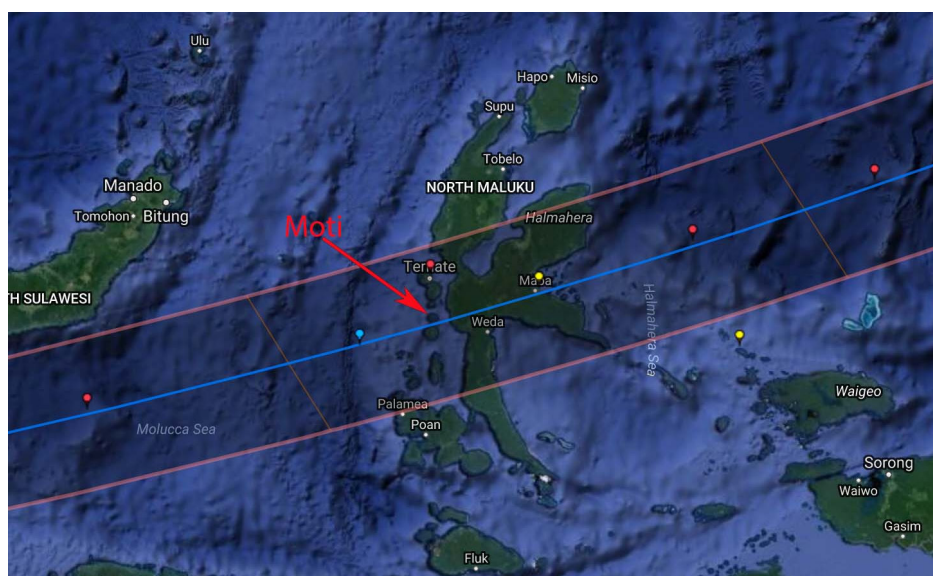 Ulu
Hapo
Misio
Supu
Tobelo
Manado
NORTH MALUKU
Tomohon
Bitung
Halmahera
Moti
Ternate
TH SULAWESI
Maba
Weda
Halmahera Sea
Waigeo
Palamea
Poan
Molucca Sea
Sorong
Waiwo
Gasim
Fluk